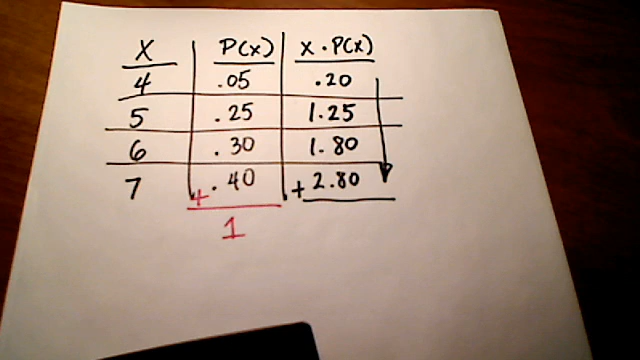 X P(x) X · P(x)
4 .05 .20
5 .25 1.25
6 .30 1.80
7 + .40 + 2.80
1